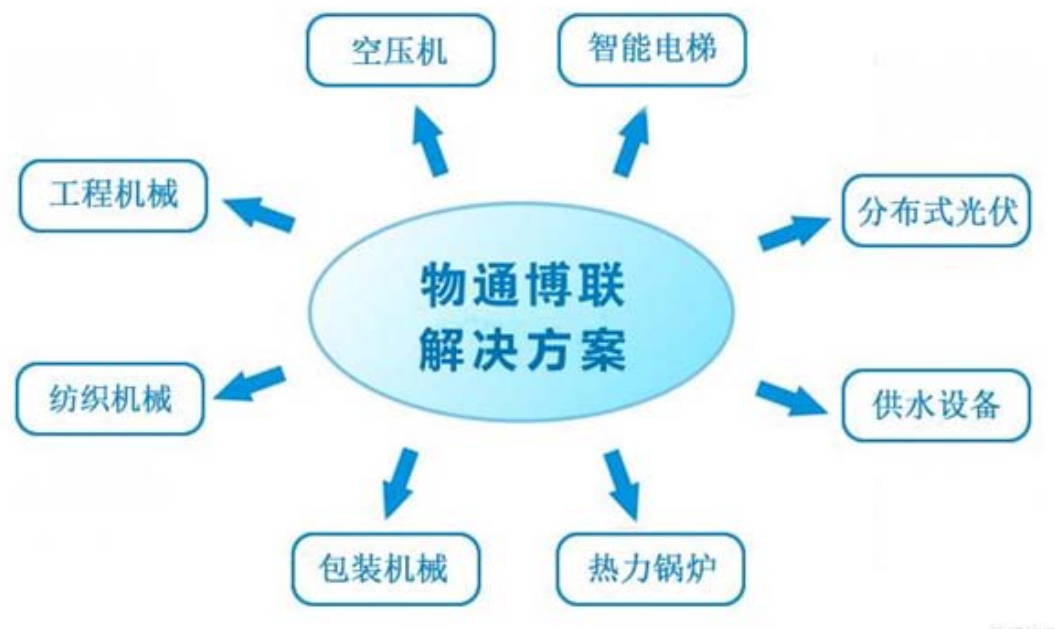 空压机
智能电梯
工程机械
分布式光伏
物通博联
解决方案
纺织机械
供水设备
包装机械
热力锅炉